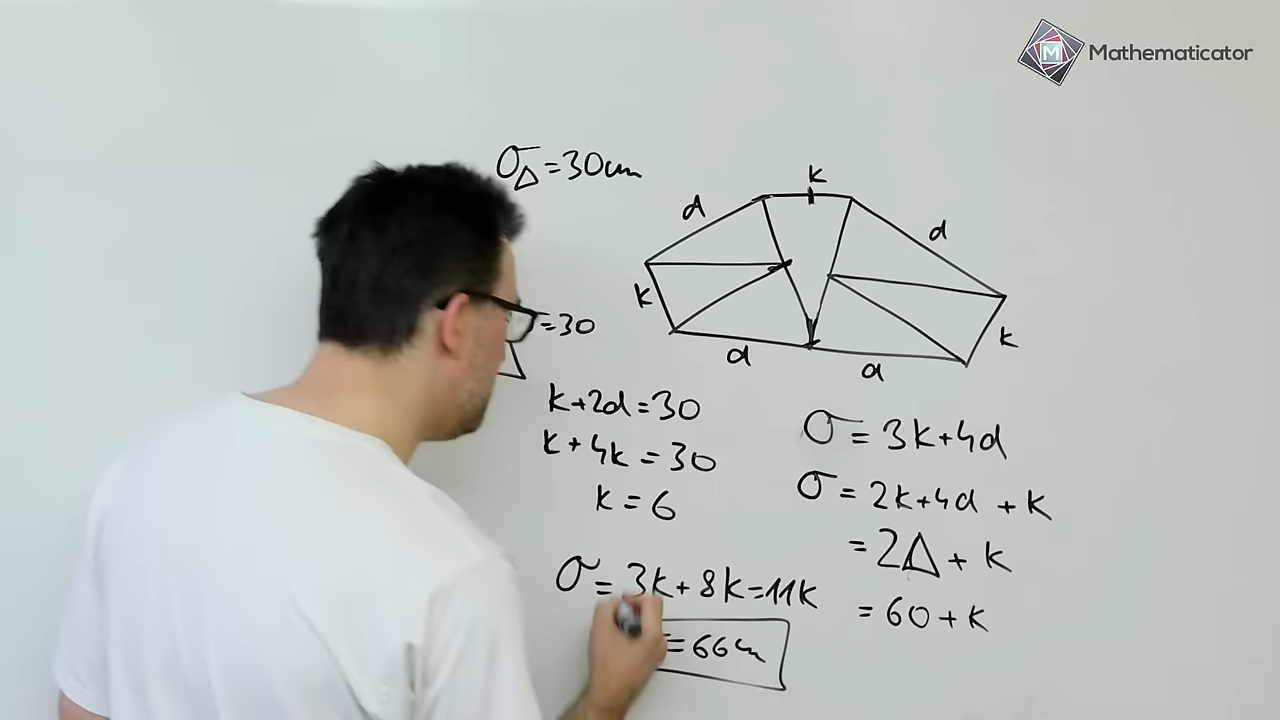 Mathematicator
σ△ = 30cm
k
d
d
k
k
d
d
= 30
k + 2d = 30
k + 4k = 30
k = 6
σ = 3k + 8k = 11k
= 66cm
σ = 3k + 4d
σ = 2k + 4d + k
= 2△ + k
= 60 + k